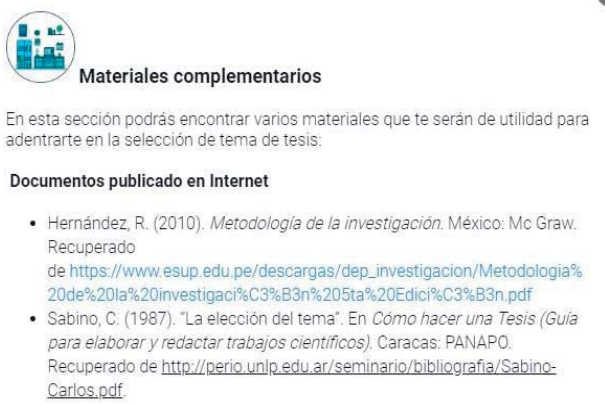 Materiales complementarios
En esta sección podrás encontrar varios materiales que te serán de utilidad para
adentrarte en la selección de tema de tesis:
Documentos publicado en Internet
• Hernández, R. (2010). Metodología de la investigación. México: Mc Graw.
Recuperado
de https://www.esup.edu.pe/descargas/dep_investigacion/Metodologia%
20de%20la%20investigaci%C3%B3n%205ta%20Edici%C3%B3n.pdf
• Sabino, C. (1987). "La elección del tema". En Cómo hacer una Tesis (Guía
para elaborar y redactar trabajos científicos). Caracas: PANAPO.
Recuperado de http://perio.unlp.edu.ar/seminario/bibliografia/Sabino-
Carlos.pdf.